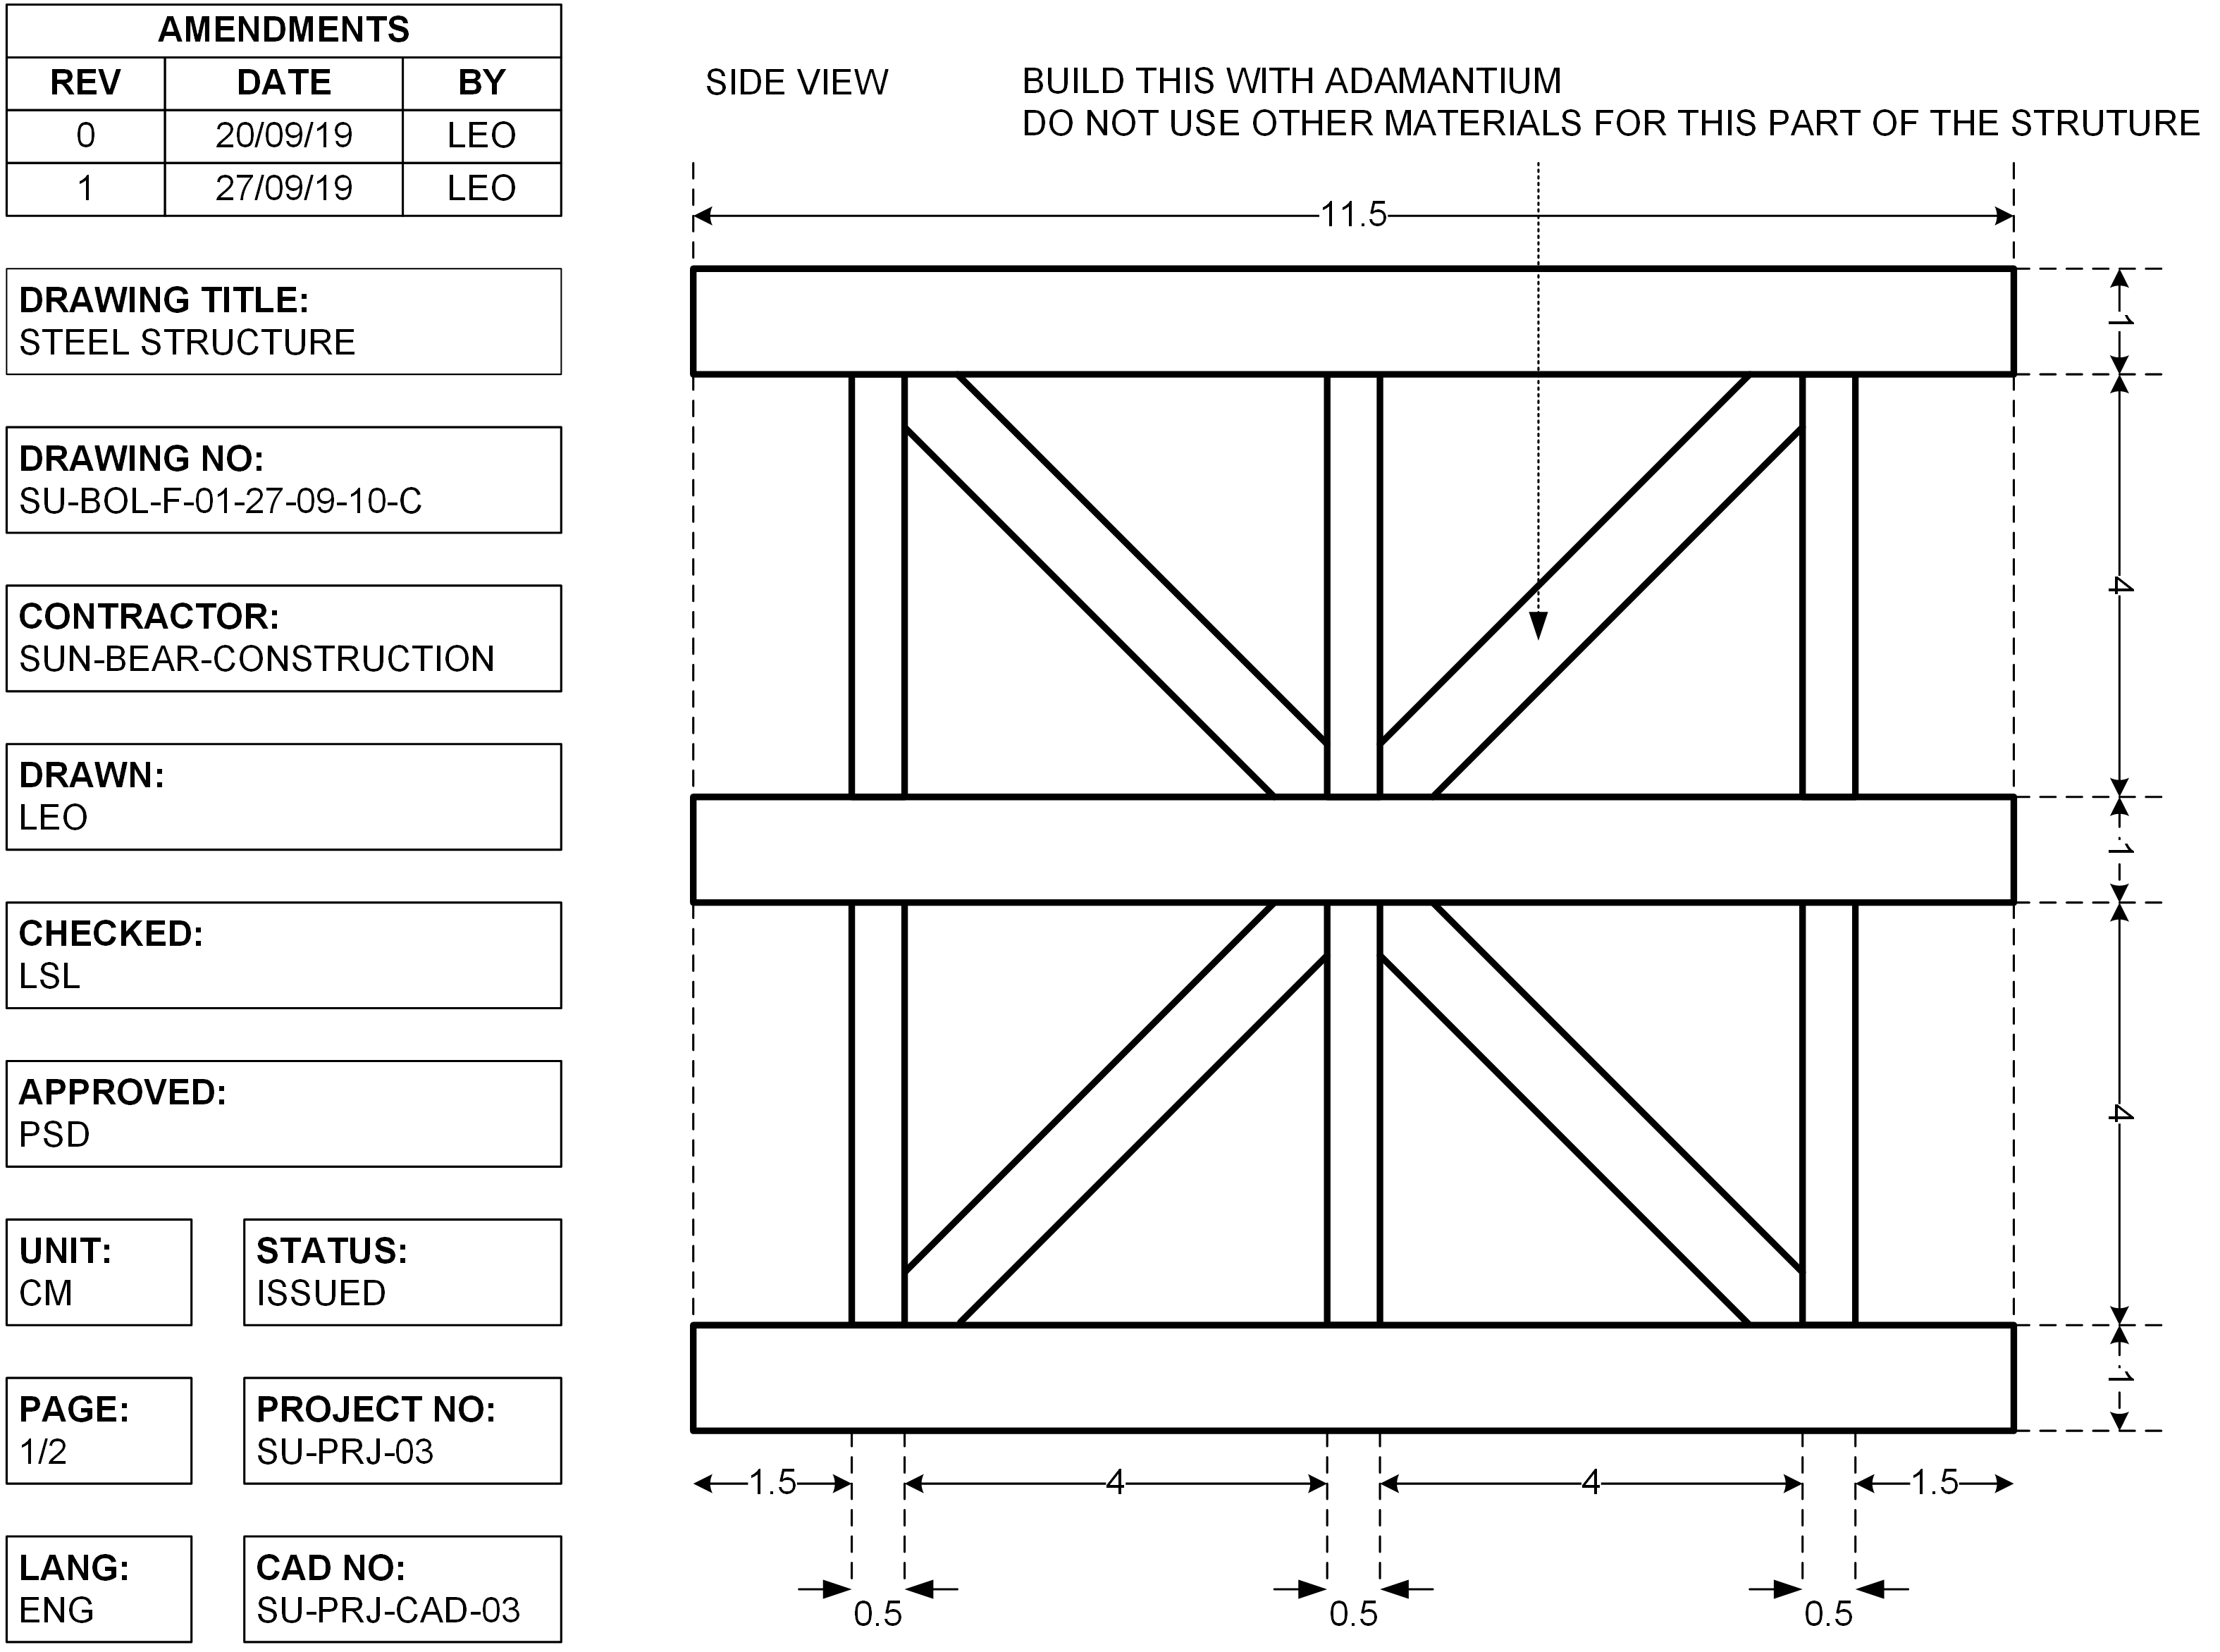 AMENDMENTS
REV DATE BY
0 20/09/19 LEO
1 27/09/19 LEO
DRAWING TITLE:
STEEL STRUCTURE
DRAWING NO:
SU-BOL-F-01-27-09-10-C
CONTRACTOR:
SUN-BEAR-CONSTRUCTION
DRAWN:
LEO
CHECKED:
LSL
APPROVED:
PSD
UNIT:
CM
STATUS:
ISSUED
PAGE:
1/2
PROJECT NO:
SU-PRJ-03
LANG:
ENG
CAD NO:
SU-PRJ-CAD-03
SIDE VIEW
BUILD THIS WITH ADAMANTIUM
DO NOT USE OTHER MATERIALS FOR THIS PART OF THE STRUTURE
11.5
1
4
1
4
1
1.5 4 4 1.5
0.5 0.5 0.5